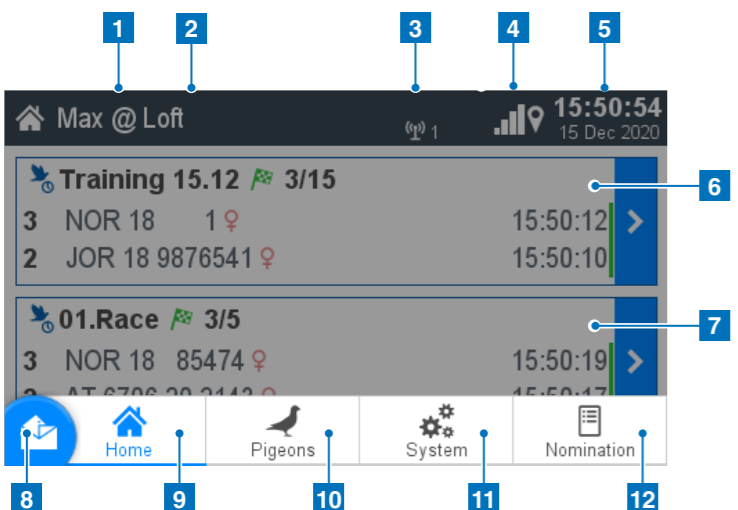 1 2 3 4 5
Max @ Loft 1 15:50:54
15 Dec 2020
Training 15.12 3/15 6
3 NOR 18 1♀ 15:50:12
2 JOR 18 9876541♀ 15:50:10
01.Race 3/5 7
3 NOR 18 85474♀ 15:50:19
Home Pigeons System Nomination
8 9 10 11 12